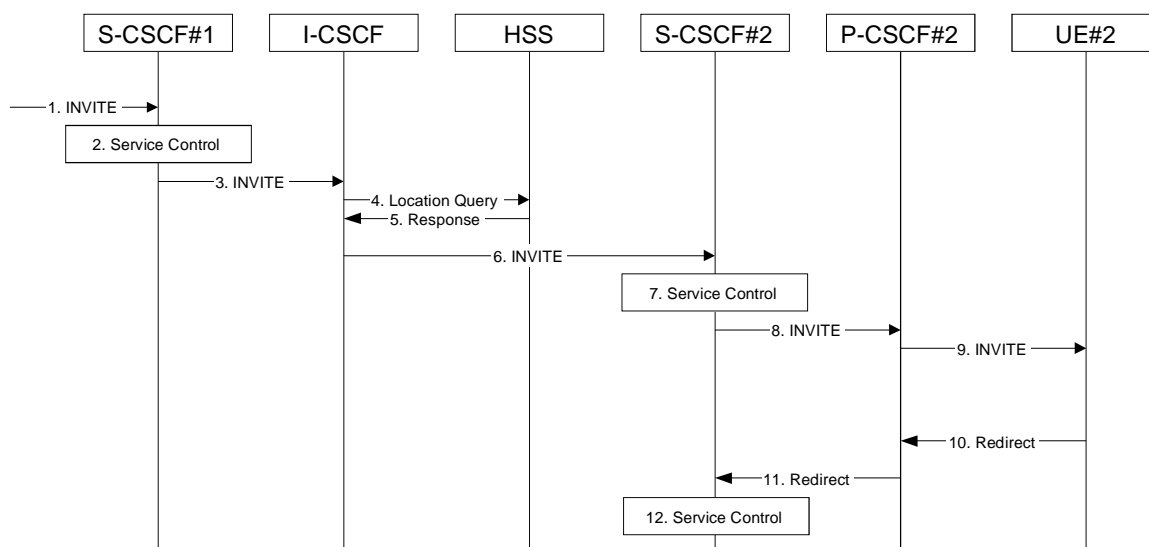 S-CSCF#1
I-CSCF
HSS
S-CSCF#2
P-CSCF#2
UE#2
1. INVITE
2. Service Control
3. INVITE
4. Location Query
5. Response
6. INVITE
7. Service Control
8. INVITE
9. INVITE
10. Redirect
11. Redirect
12. Service Control